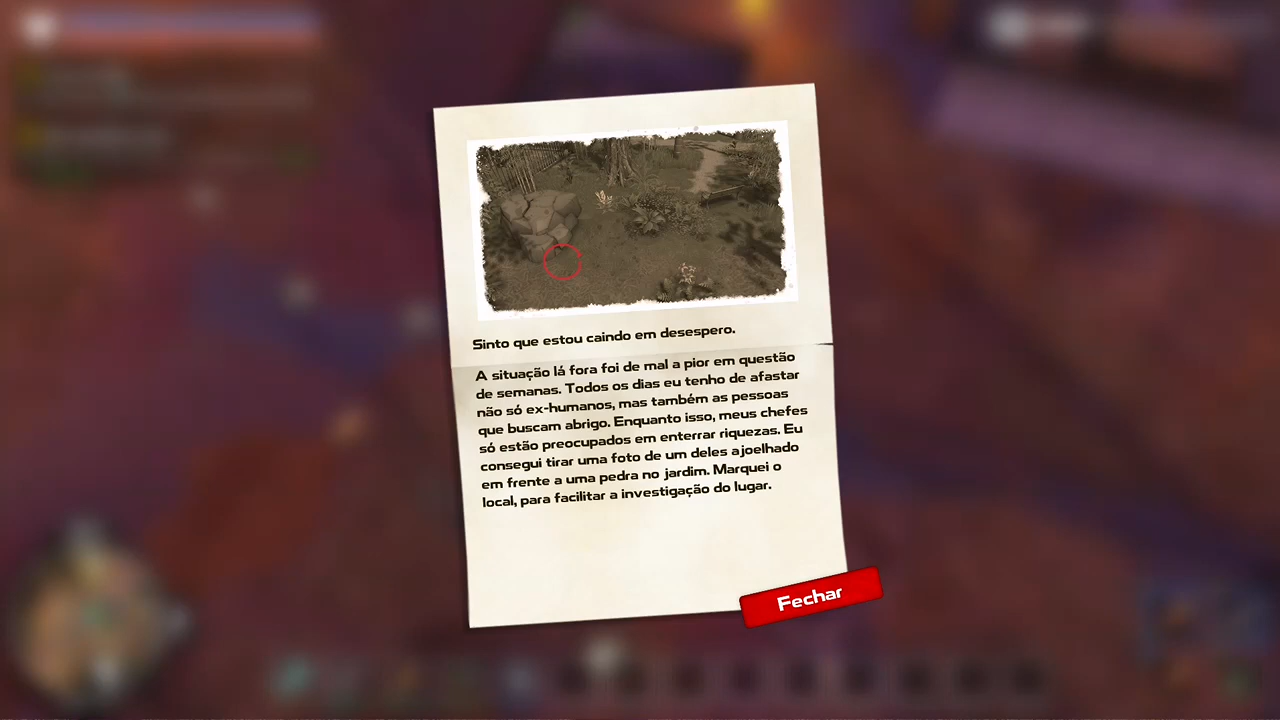 Sinto que estou caindo em desespero.
A situação lá fora foi de mal a pior em questão
de semanas. Todos os dias eu tenho de afastar
não só ex-humanos, mas também as pessoas
que buscam abrigo. Enquanto isso, meus chefes
só estão preocupados em enterrar riquezas. Eu
consegui tirar uma foto de um deles ajoelhado
em frente a uma pedra no jardim. Marquei o
local, para facilitar a investigação do lugar.
Fechar